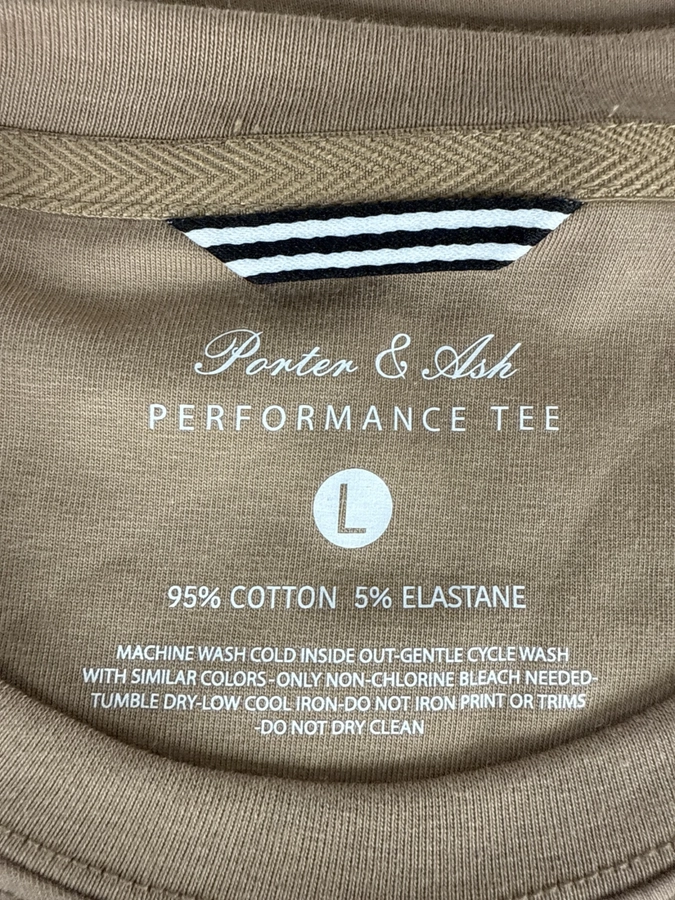 Porter & Ash
PERFORMANCE TEE
L
95% COTTON 5% ELASTANE
MACHINE WASH COLD INSIDE OUT-GENTLE CYCLE WASH
WITH SIMILAR COLORS-ONLY NON-CHLORINE BLEACH NEEDED-
TUMBLE DRY-LOW COOL IRON-DO NOT IRON PRINT OR TRIMS
-DO NOT DRY CLEAN